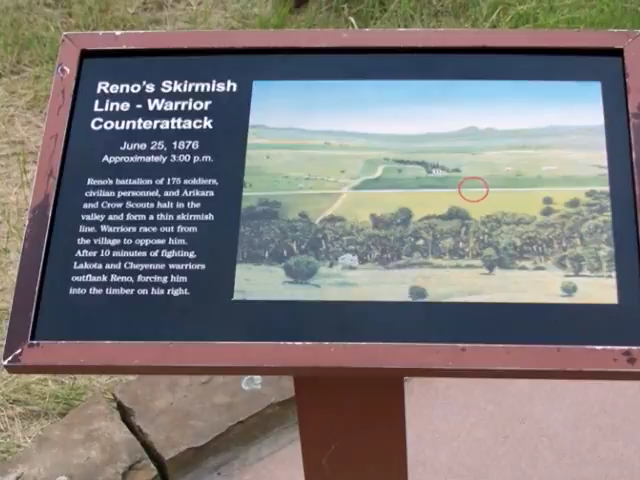 Reno's Skirmish
Line - Warrior
Counterattack
June 25, 1876
Approximately 3:00 p.m.
Reno's battalion of 175 soldiers,
civilian personnel, and Arikara
and Crow Scouts halt in the
valley and form a thin skirmish
line. Warriors race out from
the village to oppose him.
After 10 minutes of fighting,
Lakota and Cheyenne warriors
outflank Reno, forcing him
into the timber on his right.